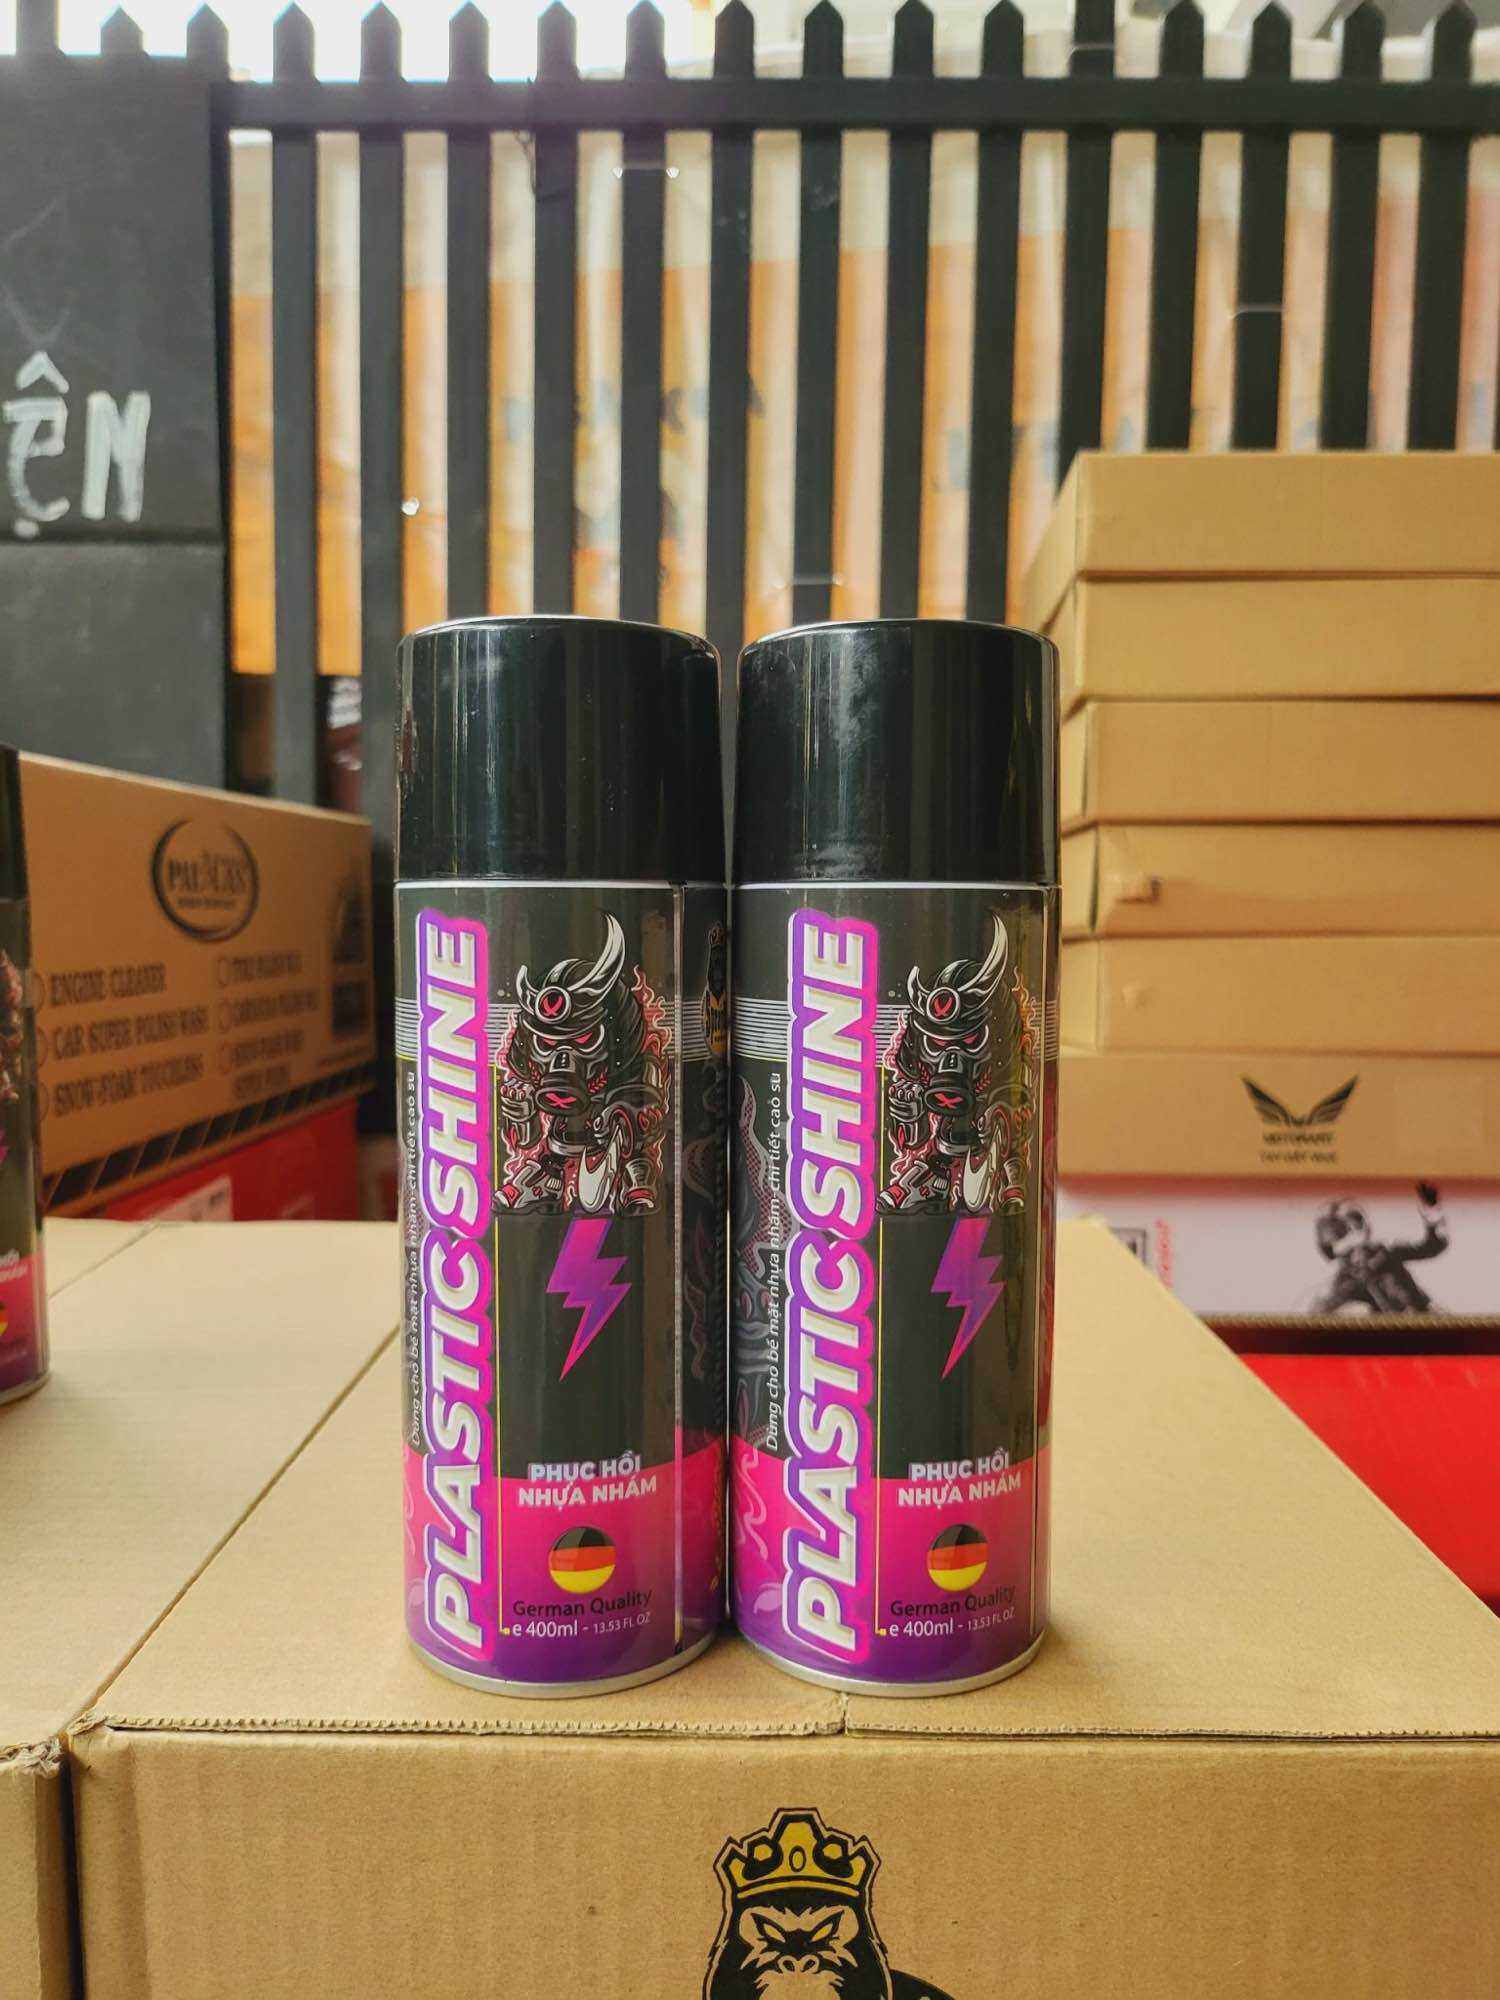 ỆN
PALACAS
ENGINE CLEANER
CAR SUPER POLISH WAX
SNOW-FOAM TOUCHLESS
PLASTIC SHINE
Dùng cho bề mặt nhựa nhám-chi tiết cao su
PHỤC HỒI
NHỰA NHÁM
German Quality
e 400ml - 13.53 FL OZ
PLASTIC SHINE
Dùng cho bề mặt nhựa nhám-chi tiết cao su
PHỤC HỒI
NHỰA NHÁM
German Quality
e 400ml - 13.53 FL OZ